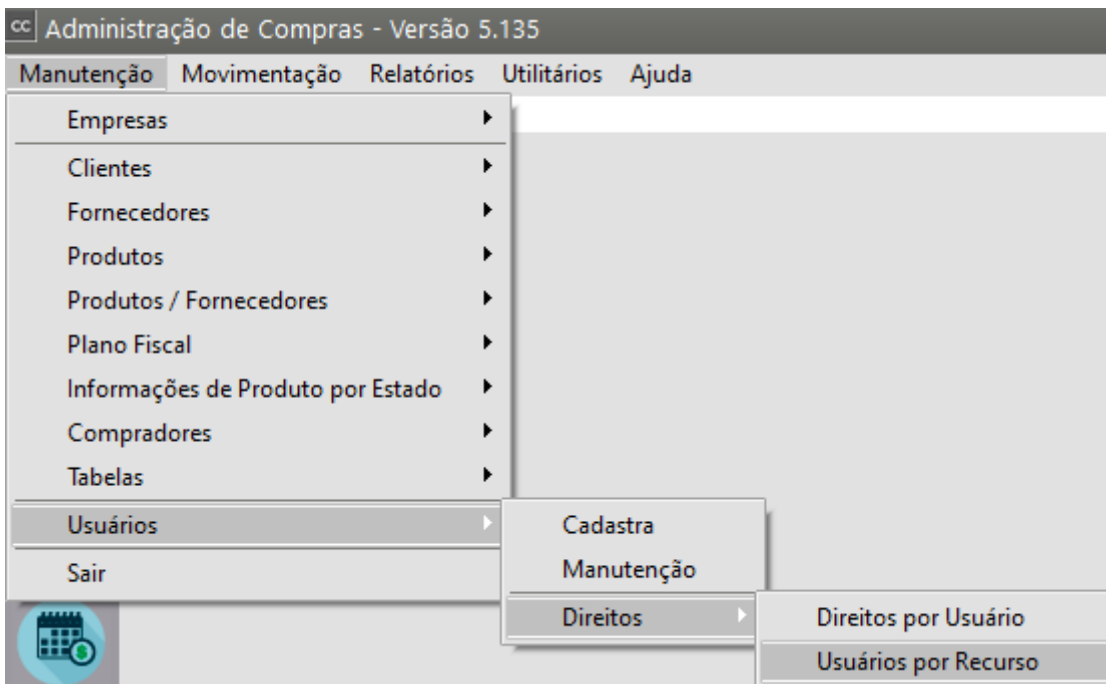 cc Administração de Compras - Versão 5.135
Manutenção Movimentação Relatórios Utilitários Ajuda
Empresas
Clientes
Fornecedores
Produtos
Produtos / Fornecedores
Plano Fiscal
Informações de Produto por Estado
Compradores
Tabelas
Usuários
Sair
Cadastra
Manutenção
Direitos
Direitos por Usuário
Usuários por Recurso
$